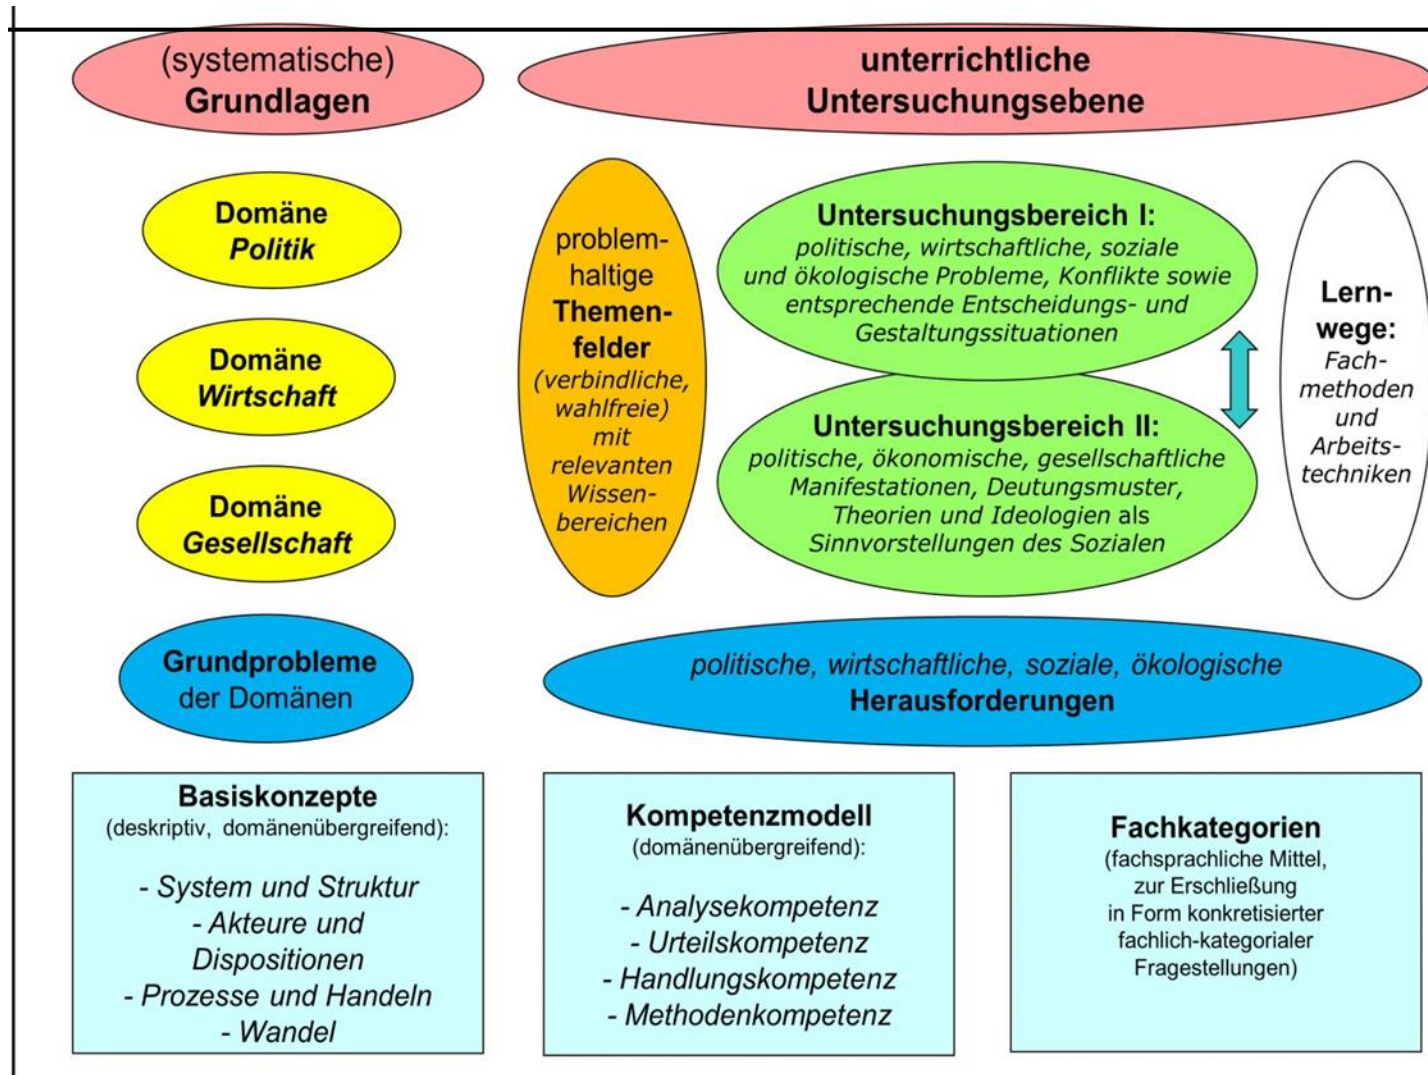 (systematische)
Grundlagen
unterrichtliche
Untersuchungsebene
Domäne
Politik
Domäne
Wirtschaft
Domäne
Gesellschaft
problem-
haltige
Themen-
felder
(verbindliche,
wahlfreie)
mit
relevanten
Wissen-
bereichen
Untersuchungsbereich I:
politische, wirtschaftliche, soziale
und ökologische Probleme, Konflikte sowie
entsprechende Entscheidungs- und
Gestaltungssituationen
Untersuchungsbereich II:
politische, ökonomische, gesellschaftliche
Manifestationen, Deutungsmuster,
Theorien und Ideologien als
Sinnvorstellungen des Sozialen
Lern-
wege:
Fach-
methoden
und
Arbeits-
techniken
Grundprobleme
der Domänen
politische, wirtschaftliche, soziale, ökologische
Herausforderungen
Basiskonzepte
(deskriptiv, domänenübergreifend):
- System und Struktur
- Akteure und
Dispositionen
- Prozesse und Handeln
- Wandel
Kompetenzmodell
(domänenübergreifend):
- Analysekompetenz
- Urteilskompetenz
- Handlungskompetenz
- Methodenkompetenz
Fachkategorien
(fachsprachliche Mittel,
zur Erschließung
in Form konkretisierter
fachlich-kategorialer
Fragestellungen)